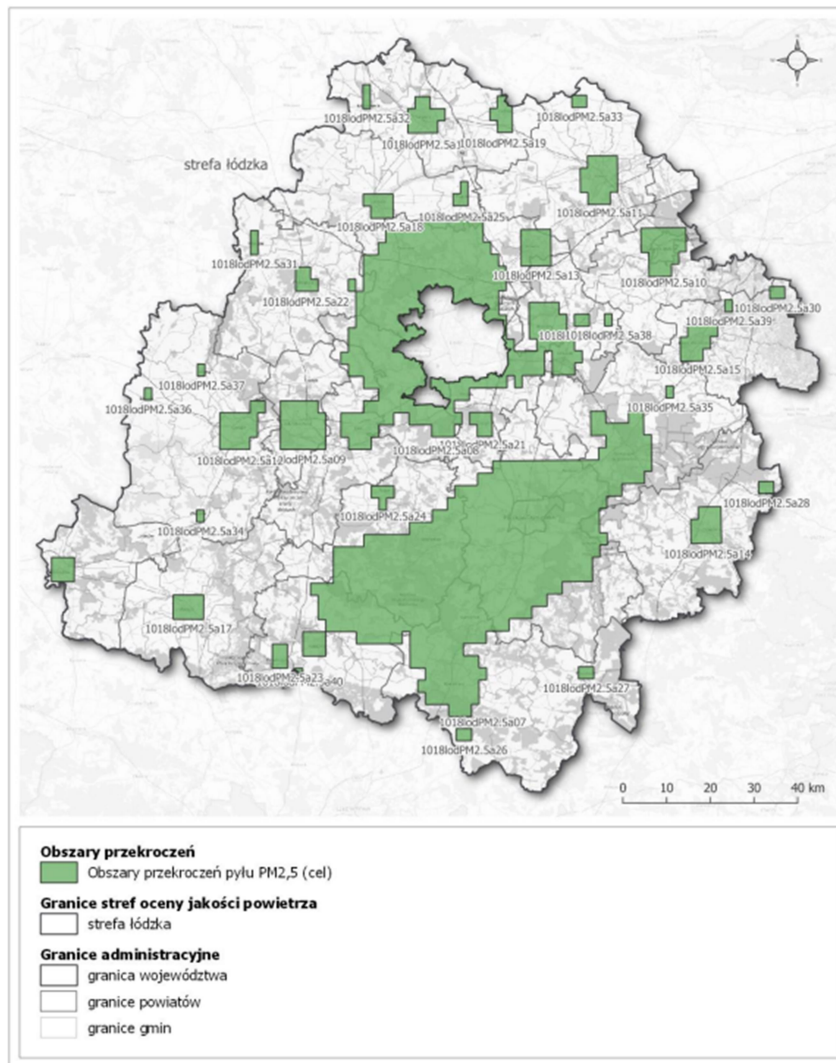 strefa łódzka
1018lodPM2.5a32
1018lodPM2.5a1
1018lodPM2.5a19
1018lodPM2.5a33
1018lodPM2.5a11
1018lodPM2.5a25
1018lodPM2.5a18
1018lodPM2.5a31
1018lodPM2.5a13
1018lodPM2.5a10
1018lodPM2.5a22
1018lodPM2.5a30
1018lodPM2.5a39
1018l
1018lodPM2.5a38
1018lodPM2.5a15
1018lodPM2.5a37
1018lodPM2.5a36
1018lodPM2.5a35
1018lodPM2.5a21
1018lodPM2.5a08
1018lodPM2.5a12
1018lodPM2.5a09
1018lodPM2.5a28
1018lodPM2.5a24
1018lodPM2.5a34
1018lodPM2.5a14
1018lodPM2.5a17
1018lodPM2.5a23
1018lodPM2.5a27
1018lodPM2.5a07
1018lodPM2.5a26
0 10 20 30 40 km
Obszary przekroczeń
Obszary przekroczeń pyłu PM2,5 (cel)
Granice stref oceny jakości powietrza
strefa łódzka
Granice administracyjne
granica województwa
granice powiatów
granice gmin